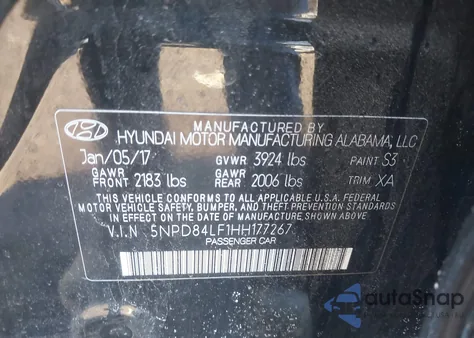 MANUFACTURED BY
HYUNDAI MOTOR MANUFACTURING ALABAMA, LLC
Jan/05/17 GVWR 3924 lbs PAINT S3
GAWR FRONT 2183 lbs GAWR REAR 2006 lbs TRIM XA
THIS VEHICLE CONFORMS TO ALL APPLICABLE U.S.A. FEDERAL
MOTOR VEHICLE SAFETY, BUMPER, AND THEFT PREVENTION STANDARDS
IN EFFECT ON THE DATE OF MANUFACTURE SHOWN ABOVE.
V.I.N 5NPD84LF1HH177267
PASSENGER CAR
autoSnap